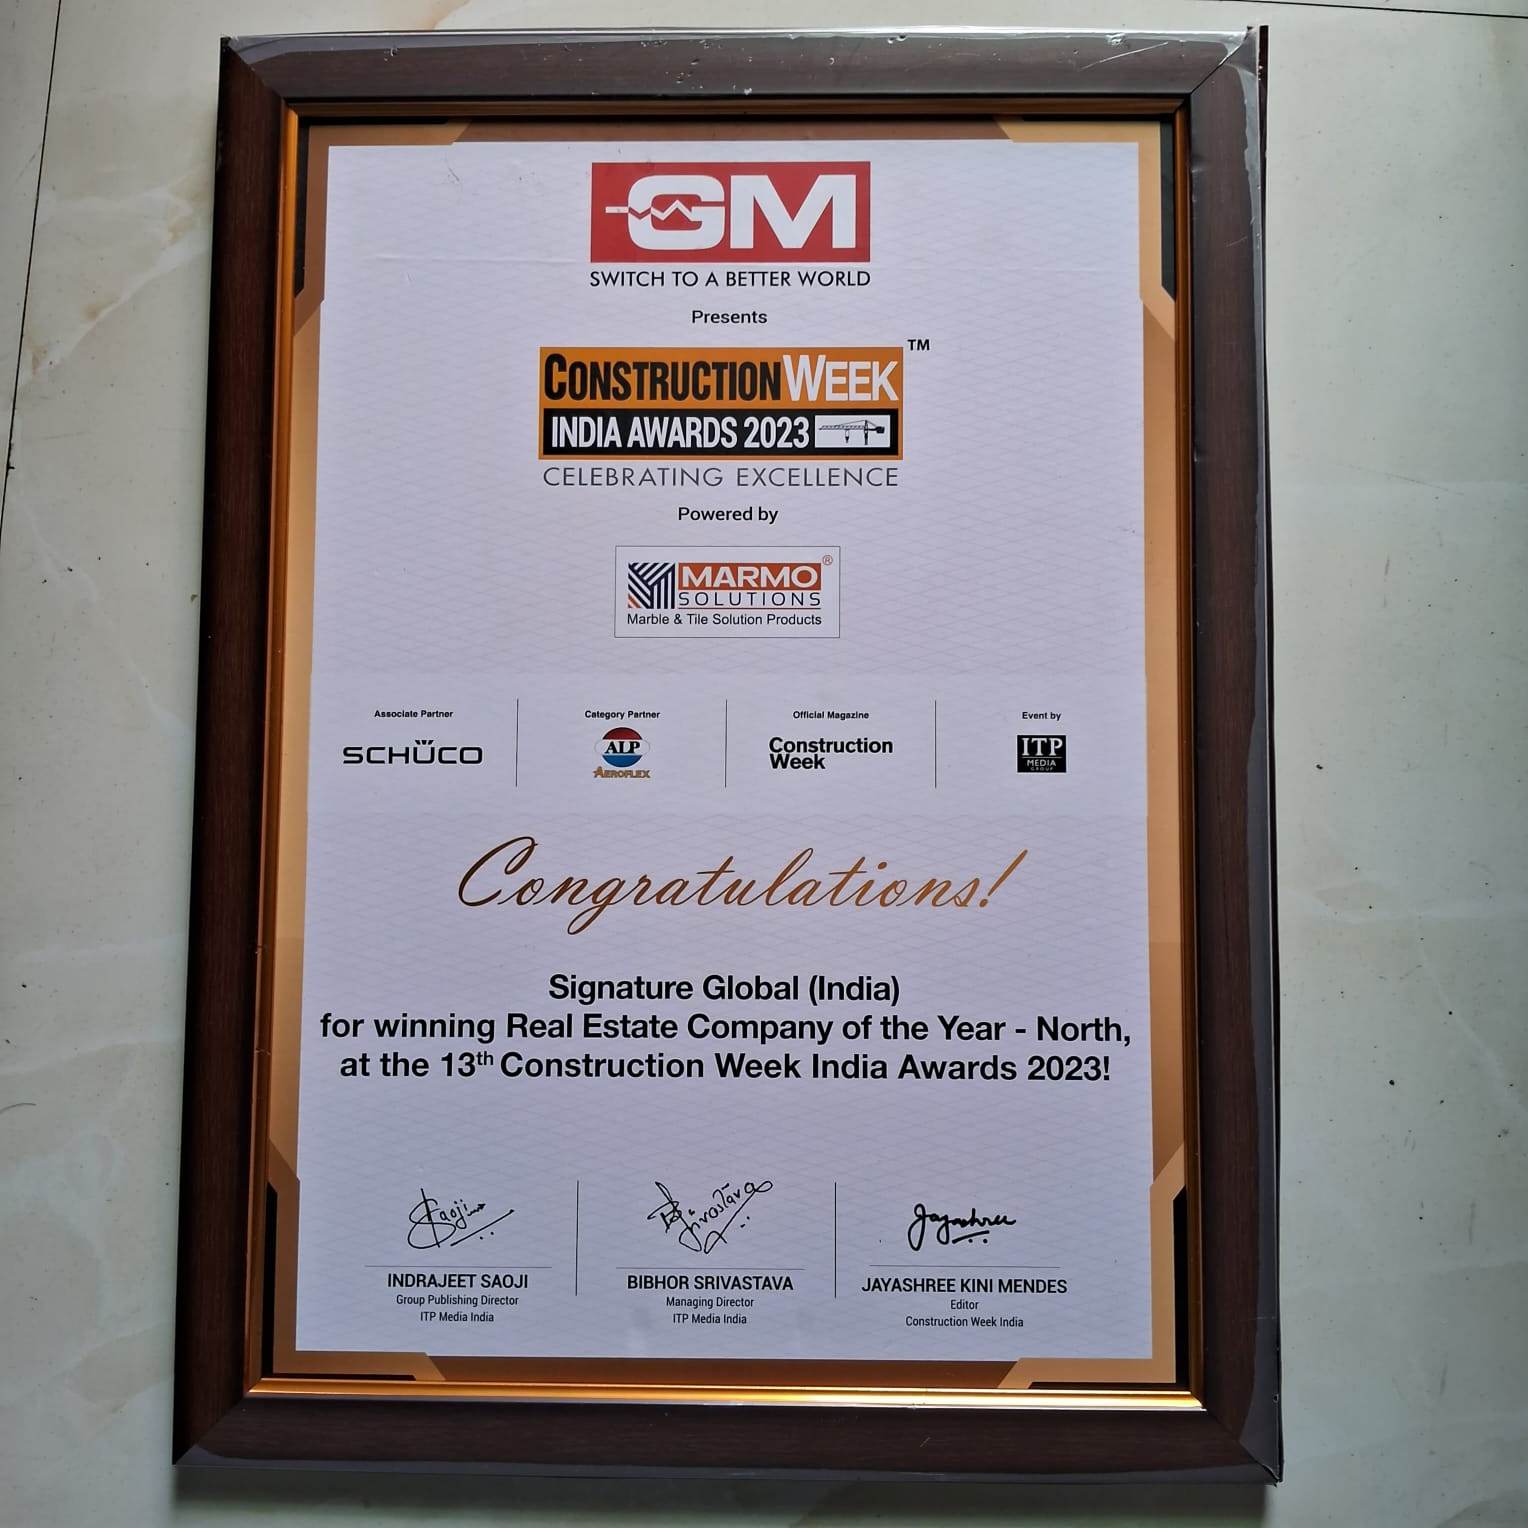 GM
SWITCH TO A BETTER WORLD
Presents
CONSTRUCTIONWEEK TM
INDIA AWARDS 2023
CELEBRATING EXCELLENCE
Powered by
MARMO ®
SOLUTIONS
Marble & Tile Solution Products
Associate Partner
SCHÜCO
Category Partner
ALP
AEROFLEX
Official Magazine
Construction
Week
Event by
ITP
MEDIA
GROUP
Congratulations!
Signature Global (India)
for winning Real Estate Company of the Year - North,
at the 13th Construction Week India Awards 2023!
Saoji
Srivastava
Jayashree
INDRAJEET SAOJI
Group Publishing Director
ITP Media India
BIBHOR SRIVASTAVA
Managing Director
ITP Media India
JAYASHREE KINI MENDES
Editor
Construction Week India